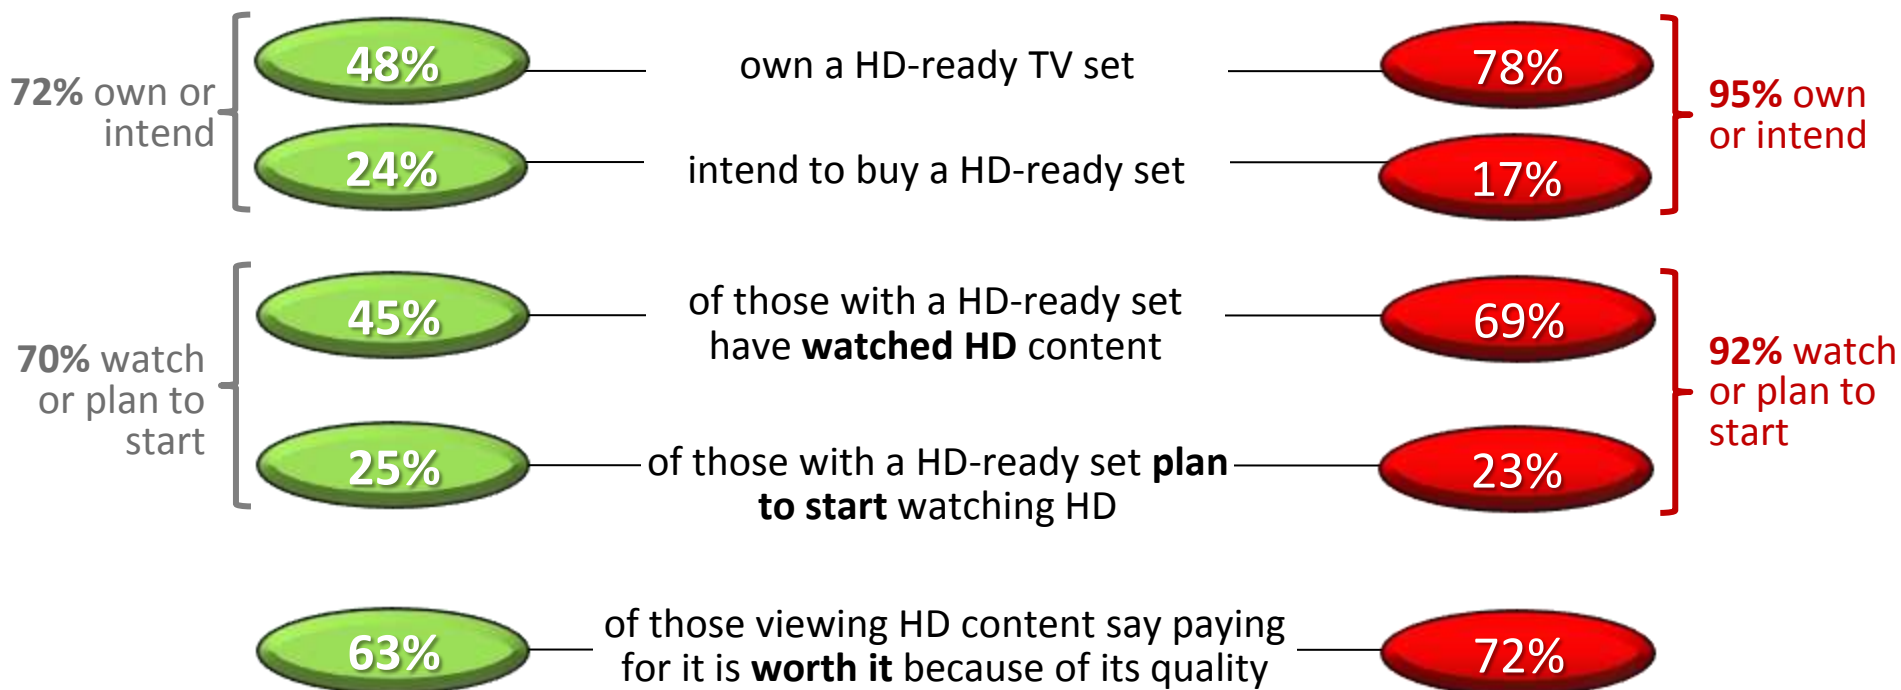 48%
own a HD-ready TV set
78%
72% own or
intend
95% own
or intend
24%
intend to buy a HD-ready set
17%
45%
of those with a HD-ready set
have watched HD content
69%
70% watch
or plan to
start
92% watch
or plan to
start
25%
of those with a HD-ready set plan
to start watching HD
23%
63%
of those viewing HD content say paying
for it is worth it because of its quality
72%